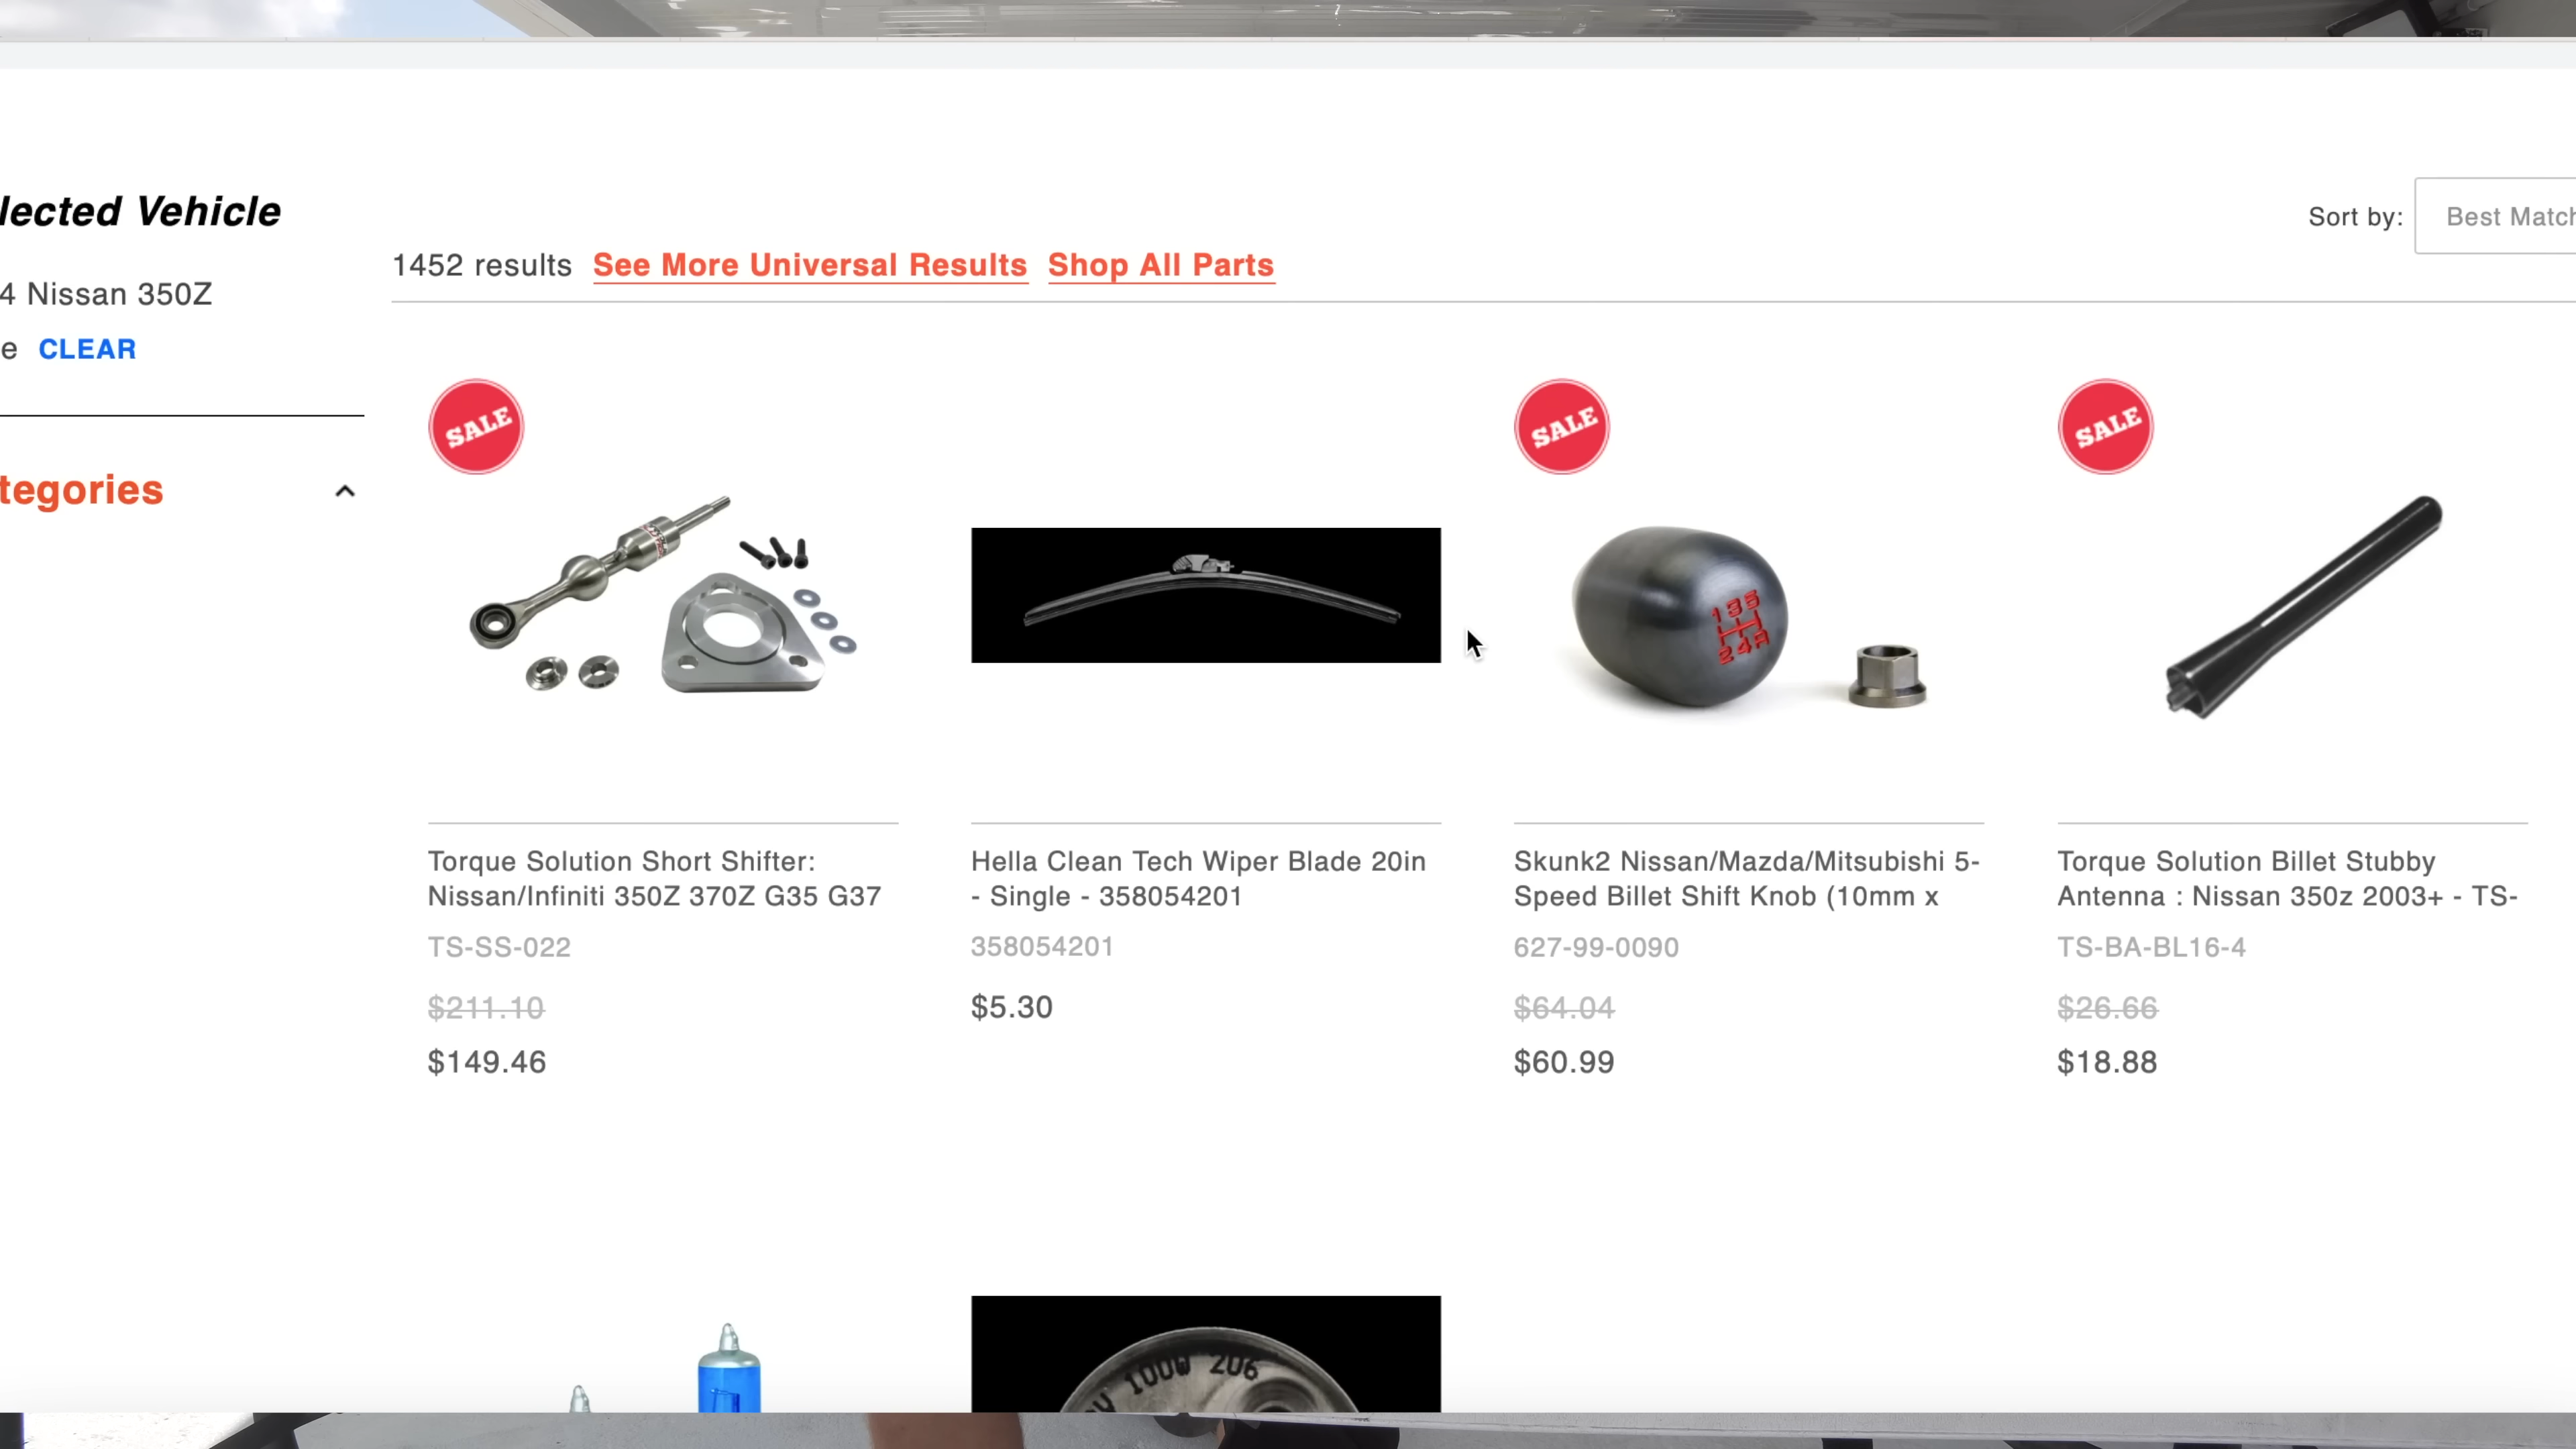 lected Vehicle
4 Nissan 350Z
e CLEAR
tegories
Sort by: Best Match
1452 results See More Universal Results Shop All Parts
SALE
SALE
SALE
135
24R
Torque Solution Short Shifter:
Nissan/Infiniti 350Z 370Z G35 G37
TS-SS-022
$211.10
$149.46
Hella Clean Tech Wiper Blade 20in
- Single - 358054201
358054201
$5.30
Skunk2 Nissan/Mazda/Mitsubishi 5-
Speed Billet Shift Knob (10mm x
627-99-0090
$64.04
$60.99
Torque Solution Billet Stubby
Antenna : Nissan 350z 2003+ - TS-
TS-BA-BL16-4
$26.66
$18.88
100W 206